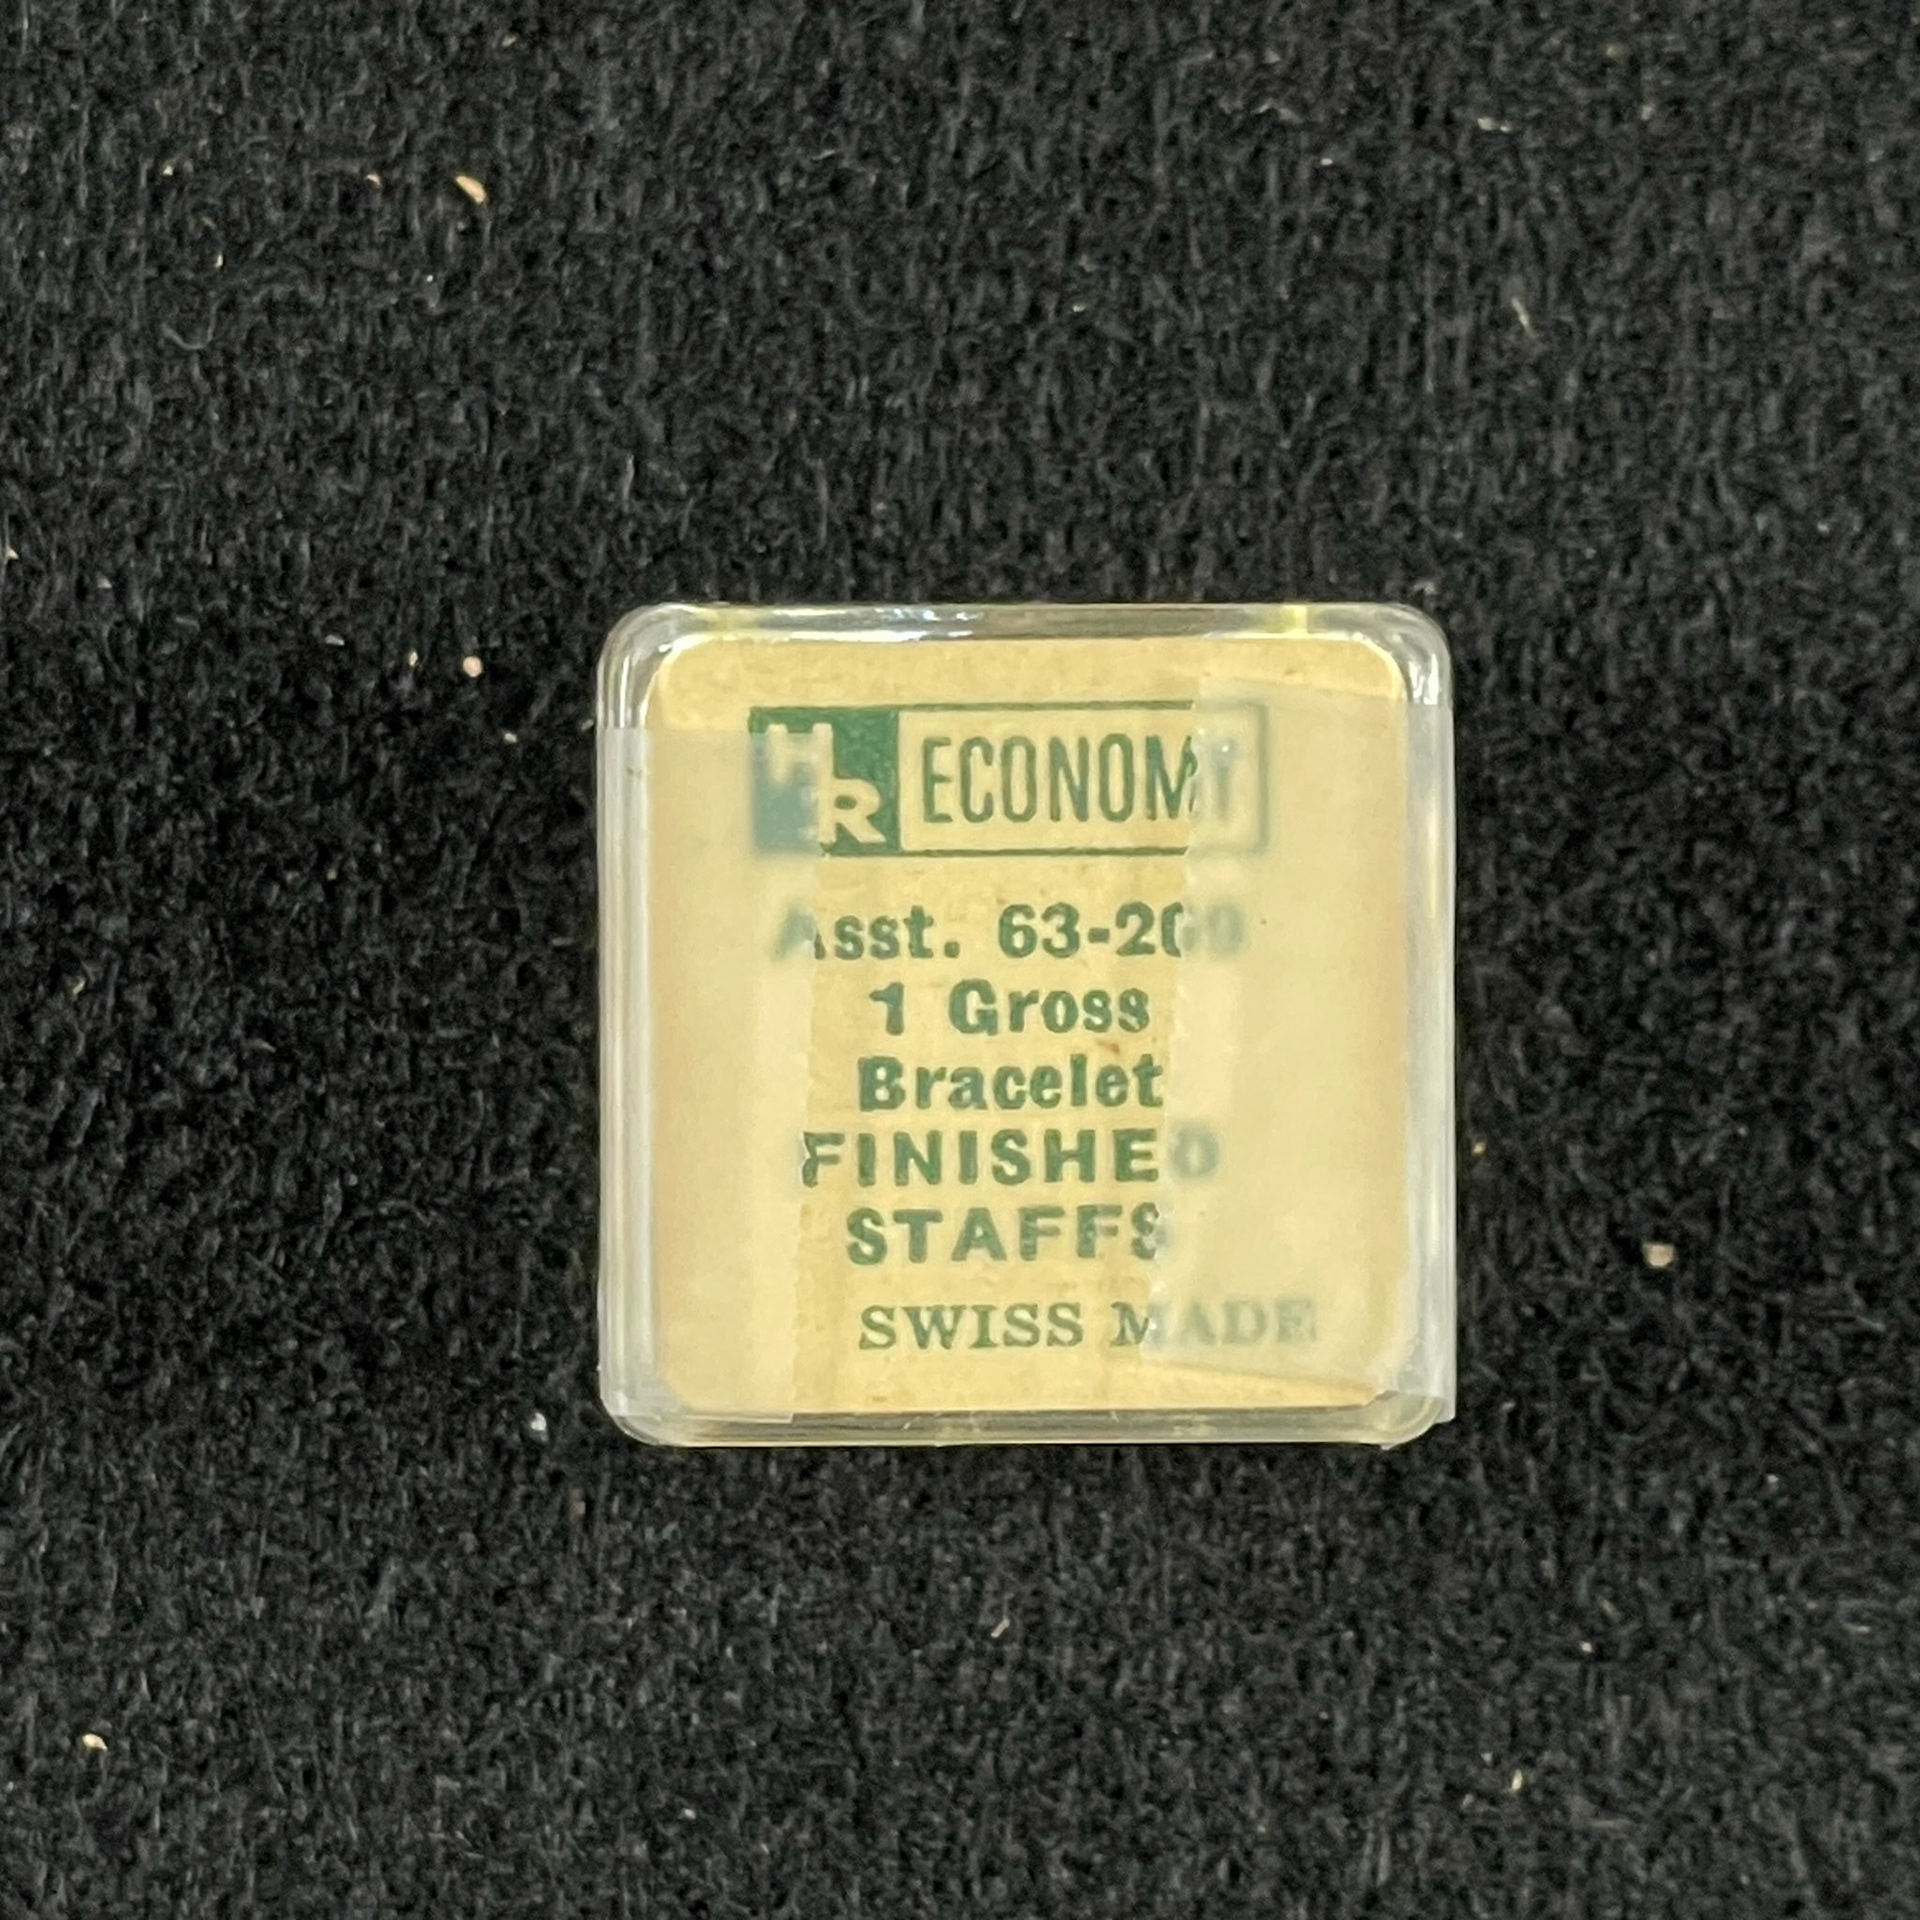 HR ECONOMY
Asst. 63-200
1 Gross
Bracelet
FINISHED
STAFFS
SWISS MADE